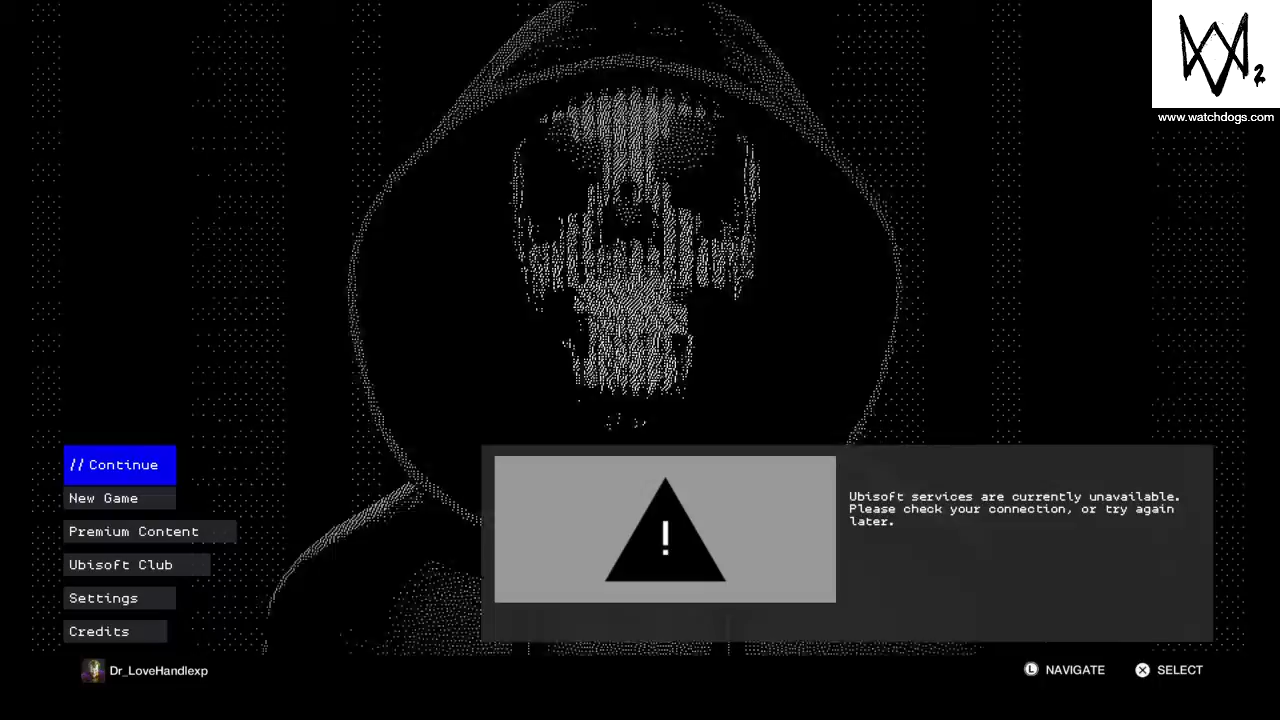 2
www.watchdogs.com
// Continue
New Game
Premium Content
Ubisoft Club
Settings
Credits
!
Ubisoft services are currently unavailable.
Please check your connection, or try again
later.
Dr_LoveHandlexp
L NAVIGATE
X SELECT